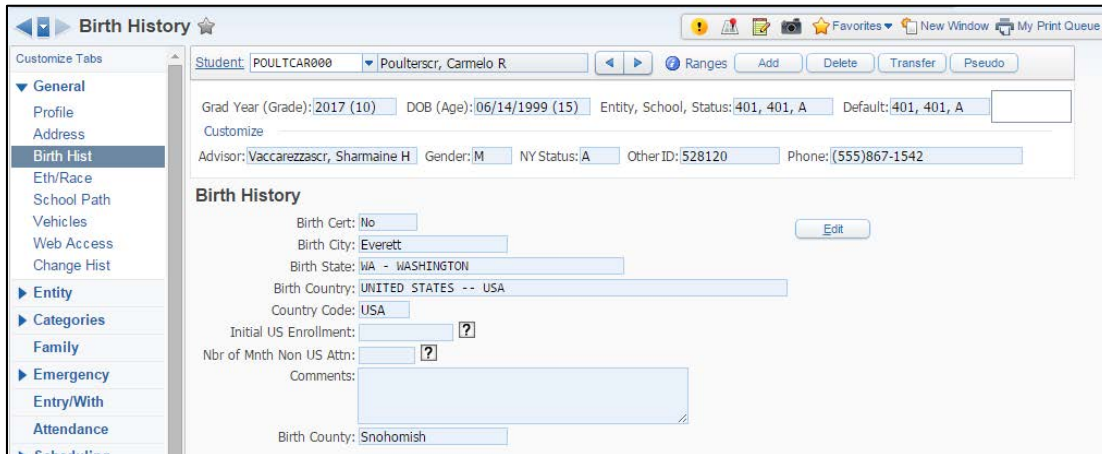 Birth History
Favorites New Window My Print Queue
Customize Tabs
Student: POULTCAR000 Poulterscr, Carmelo R Ranges Add Delete Transfer Pseudo
General
Profile
Address
Birth Hist
Eth/Race
School Path
Vehicles
Web Access
Change Hist
Entity
Categories
Family
Emergency
Entry/With
Attendance
Scheduling
Grad Year (Grade): 2017 (10) DOB (Age): 06/14/1999 (15) Entity, School, Status: 401, 401, A Default: 401, 401, A
Customize
Advisor: Vaccarezzascr, Sharmaine H Gender: M NY Status: A Other ID: 528120 Phone: (555)867-1542
Birth History
Birth Cert: No
Edit
Birth City: Everett
Birth State: WA - WASHINGTON
Birth Country: UNITED STATES -- USA
Country Code: USA
Initial US Enrollment: ?
Nbr of Mnth Non US Attn: ?
Comments:
Birth County: Snohomish